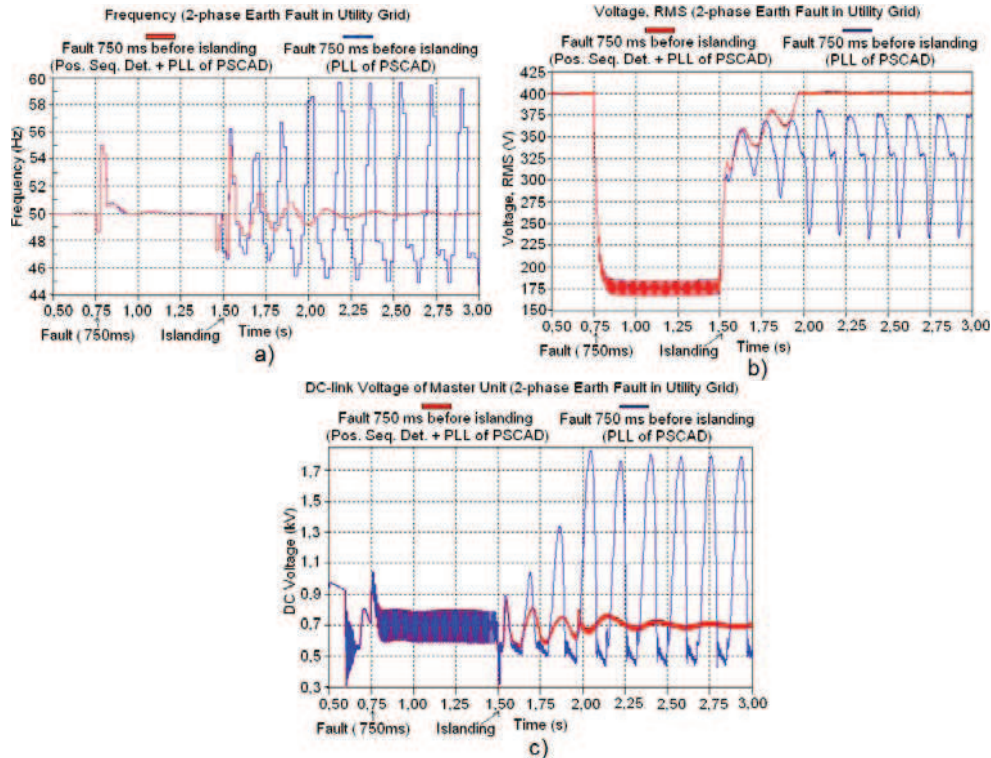 Frequency (2-phase Earth Fault in Utility Grid)
Fault 750 ms before islanding
(Pos. Seq. Det. + PLL of PSCAD)
Fault 750 ms before islanding
(PLL of PSCAD)
Frequency (Hz)
60
58
56
54
52
50
48
46
44
0,50 0,75 1,00 1,25 1,50 1,75 2,00 2,25 2,50 2,75 3,00
Fault (750ms)
Islanding
Time (s)
a)
Voltage, RMS (2-phase Earth Fault in Utility Grid)
Fault 750 ms before islanding
(Pos. Seq. Det. + PLL of PSCAD)
Fault 750 ms before islanding
(PLL of PSCAD)
Voltage, RMS (V)
425
400
375
350
325
300
275
250
225
200
175
150
0,50 0,75 1,00 1,25 1,50 1,75 2,00 2,25 2,50 2,75 3,00
Fault (750ms)
Islanding
Time (s)
b)
DC-link Voltage of Master Unit (2-phase Earth Fault in Utility Grid)
Fault 750 ms before islanding
(Pos. Seq. Det. + PLL of PSCAD)
Fault 750 ms before islanding
(PLL of PSCAD)
DC Voltage (kV)
1,7
1,5
1,3
1,1
0,9
0,7
0,5
0,3
0,50 0,75 1,00 1,25 1,50 1,75 2,00 2,25 2,50 2,75 3,00
Fault (750ms)
Islanding
Time (s)
c)